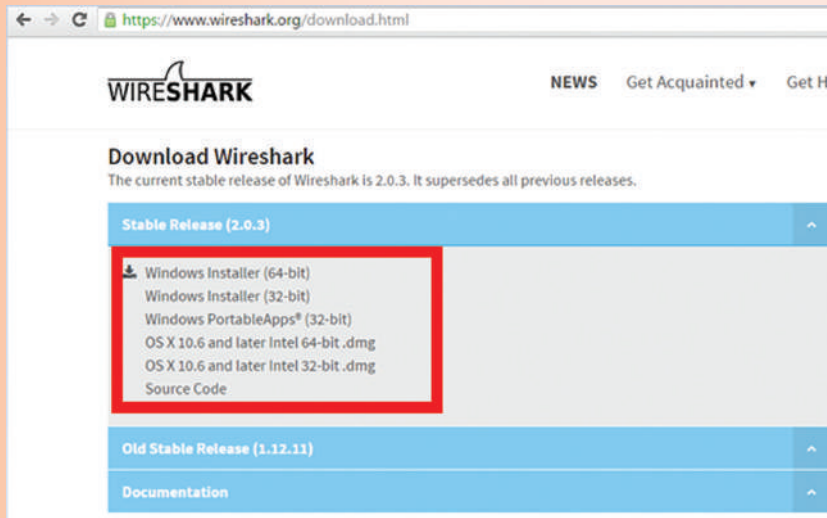 https://www.wireshark.org/download.html
WIRESHARK
NEWS Get Acquainted ▾ Get H
Download Wireshark
The current stable release of Wireshark is 2.0.3. It supersedes all previous releases.
Stable Release (2.0.3)
Windows Installer (64-bit)
Windows Installer (32-bit)
Windows PortableApps® (32-bit)
OS X 10.6 and later Intel 64-bit .dmg
OS X 10.6 and later Intel 32-bit .dmg
Source Code
Old Stable Release (1.12.11)
Documentation